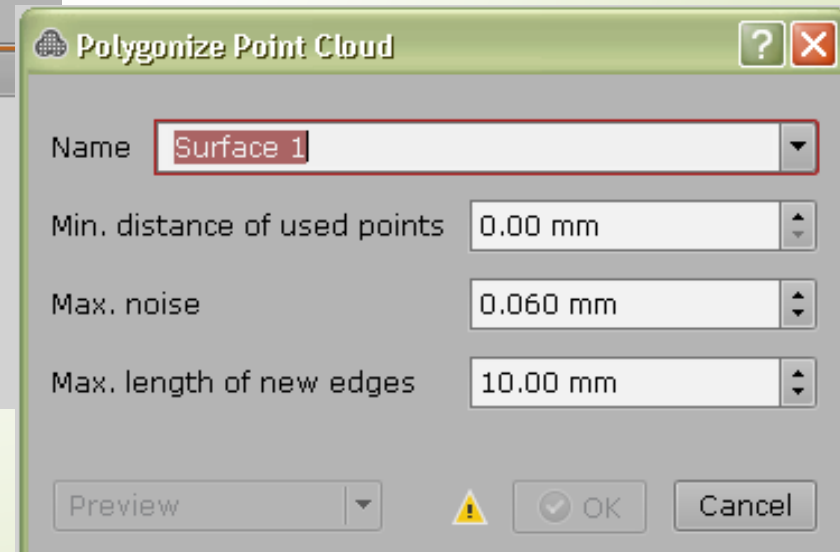 Polygonize Point Cloud ?
Name Surface 1
Min. distance of used points 0.00 mm
Max. noise 0.060 mm
Max. length of new edges 10.00 mm
Preview ! OK Cancel